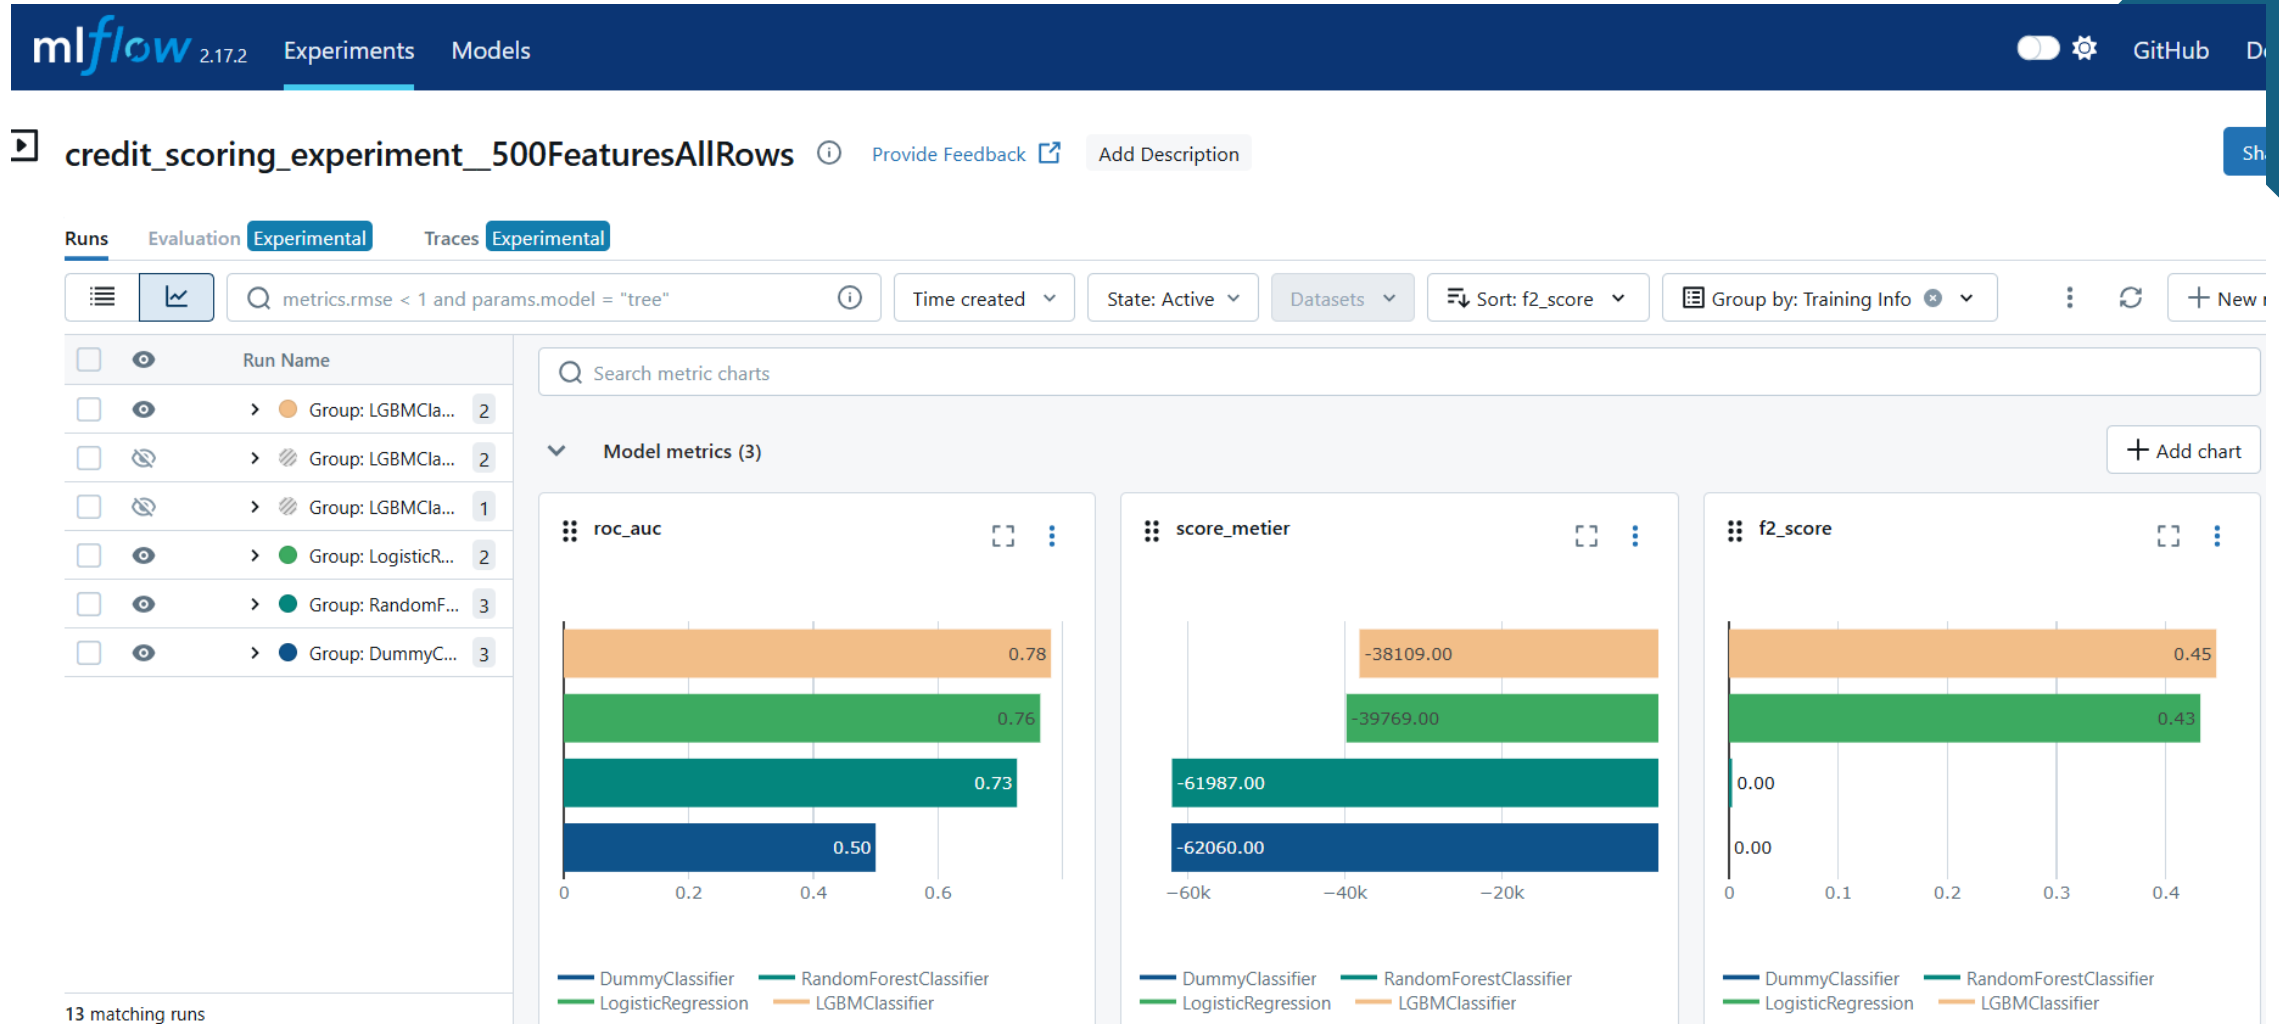 mlflow 2.17.2 Experiments Models GitHub
credit_scoring_experiment__500FeaturesAllRows Provide Feedback Add Description
Runs Evaluation Experimental Traces Experimental
metrics.rmse < 1 and params.model = "tree" Time created State: Active Datasets Sort: f2_score Group by: Training Info New
Run Name
Group: LGBMCla... 2
Group: LGBMCla... 2
Group: LGBMCla... 1
Group: LogisticR... 2
Group: RandomF... 3
Group: DummyC... 3
13 matching runs
Search metric charts
Model metrics (3) Add chart
roc_auc
0.78
0.76
0.73
0.50
0 0.2 0.4 0.6
DummyClassifier RandomForestClassifier
LogisticRegression LGBMClassifier
score_metier
-38109.00
-39769.00
-61987.00
-62060.00
−60k −40k −20k
DummyClassifier RandomForestClassifier
LogisticRegression LGBMClassifier
f2_score
0.45
0.43
0.00
0.00
0 0.1 0.2 0.3 0.4
DummyClassifier RandomForestClassifier
LogisticRegression LGBMClassifier